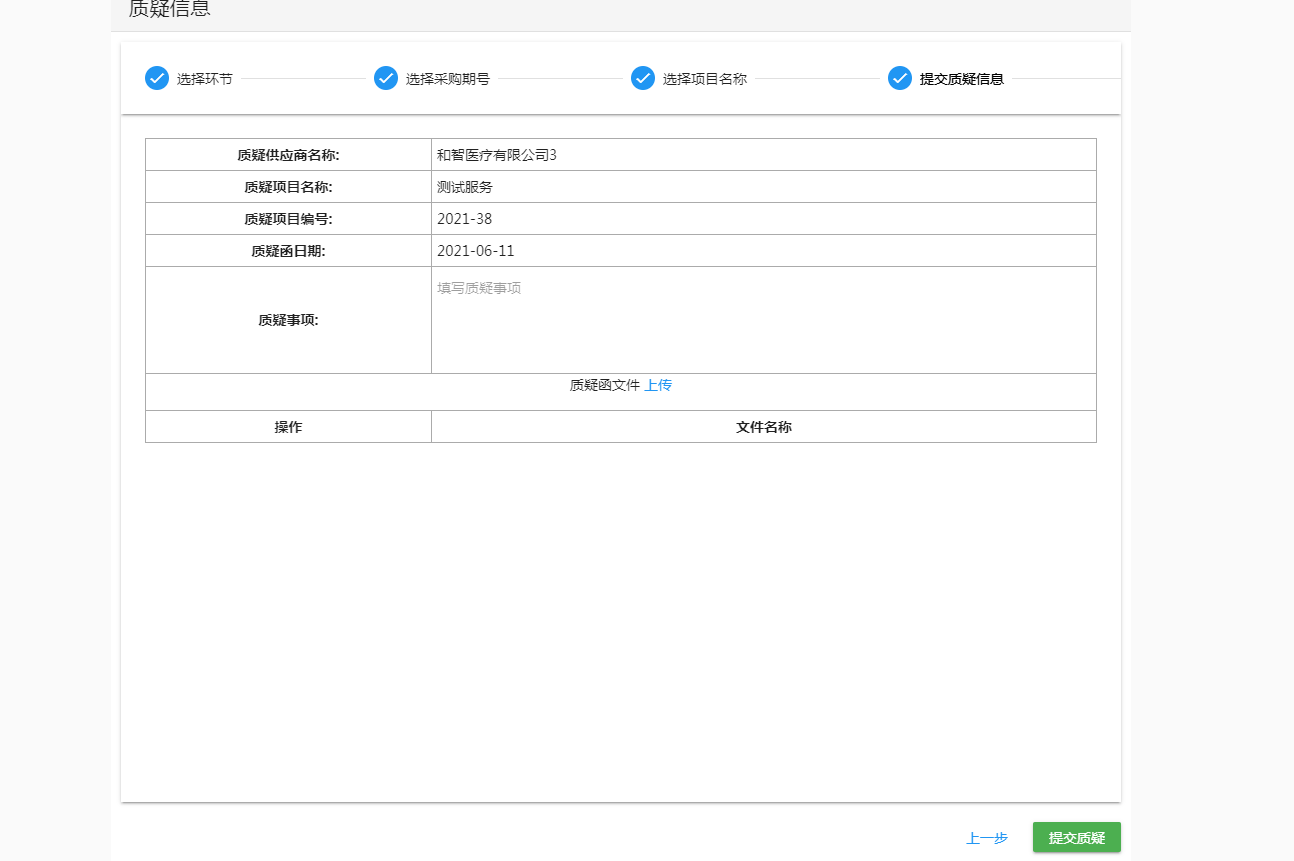 质疑信息
选择环节 选择采购期号 选择项目名称 提交质疑信息
质疑供应商名称: 和智医疗有限公司3
质疑项目名称: 测试服务
质疑项目编号: 2021-38
质疑函日期: 2021-06-11
质疑事项: 填写质疑事项
质疑函文件 上传
操作 文件名称
上一步 提交质疑